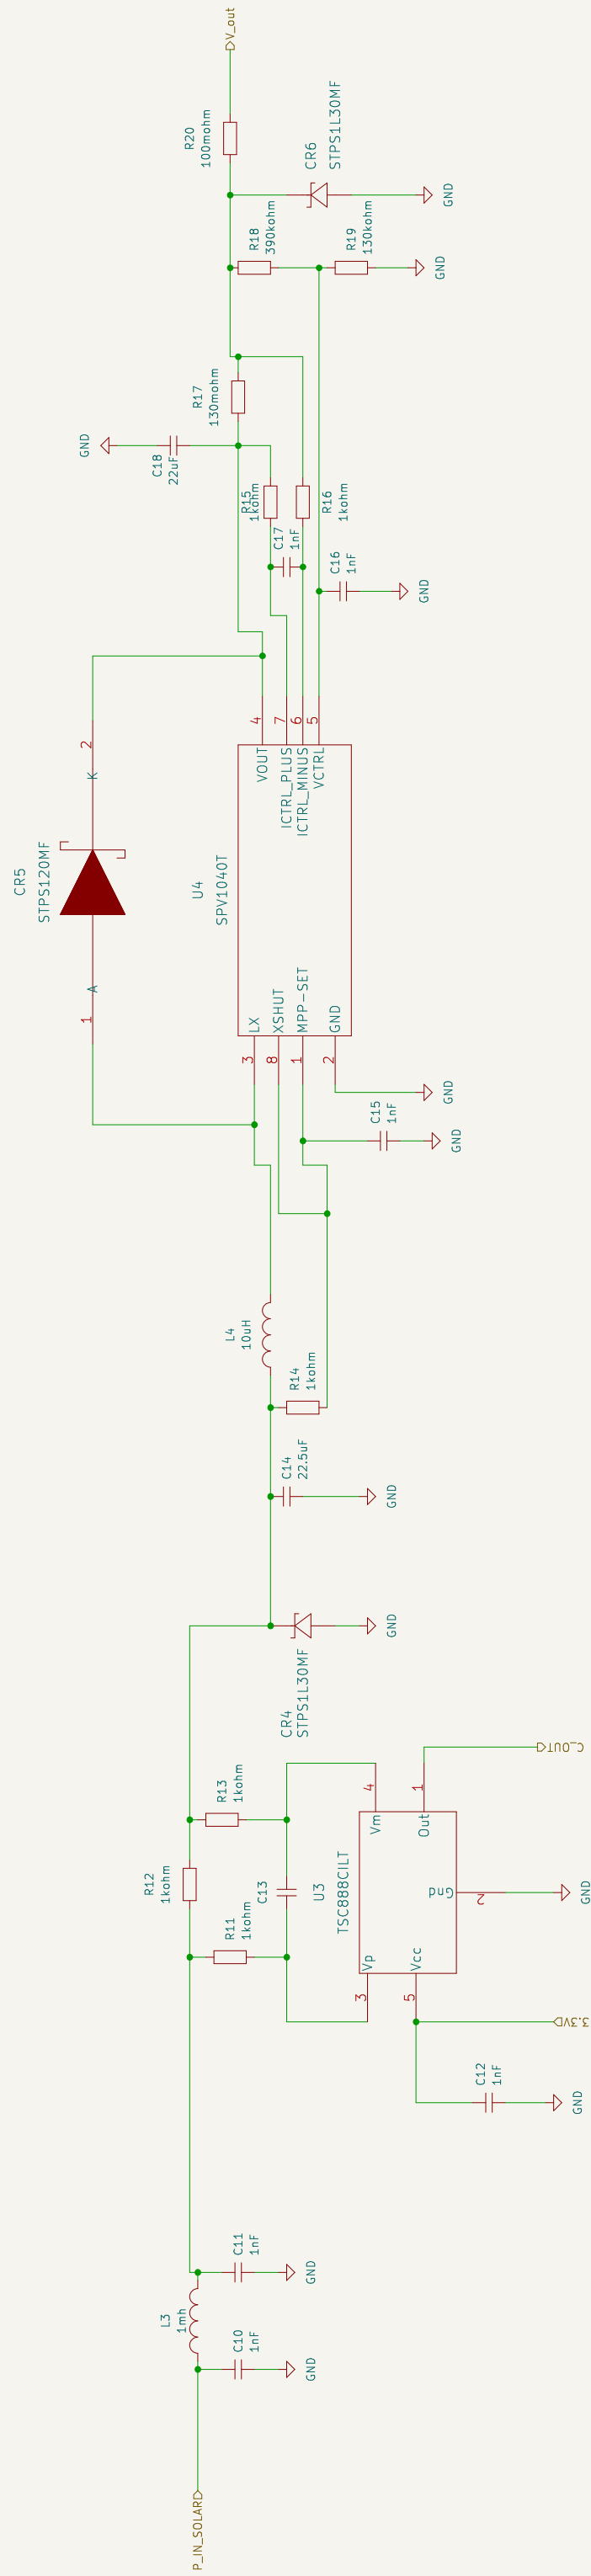 V_out
R20
100mohm
CR6
STPS1L30MF
GND
R18
390kohm
R19
130kohm
GND
R17
130mohm
GND
C18
22uF
R15
1kohm
R16
1kohm
C17
1nF
C16
1nF
GND
4
7
6
5
VOUT
ICTRL_PLUS
ICTRL_MINUS
VCTRL
2
K
CR5
STPS120MF
A
1
U4
SPV1040T
LX
XSHUT
MPP-SET
GND
3
8
1
2
GND
C15
1nF
GND
L4
10uH
R14
1kohm
C14
22.5uF
GND
GND
CR4
STPS1L30MF
C_OUT
R13
1kohm
4
1
Vm
Out
R12
1kohm
C13
U3
TSC888CILT
Gnd
2
GND
R11
1kohm
Vp
Vcc
3
5
3.3V
C12
1nF
GND
C11
1nF
GND
L3
1mh
C10
1nF
GND
P_IN_SOLAR